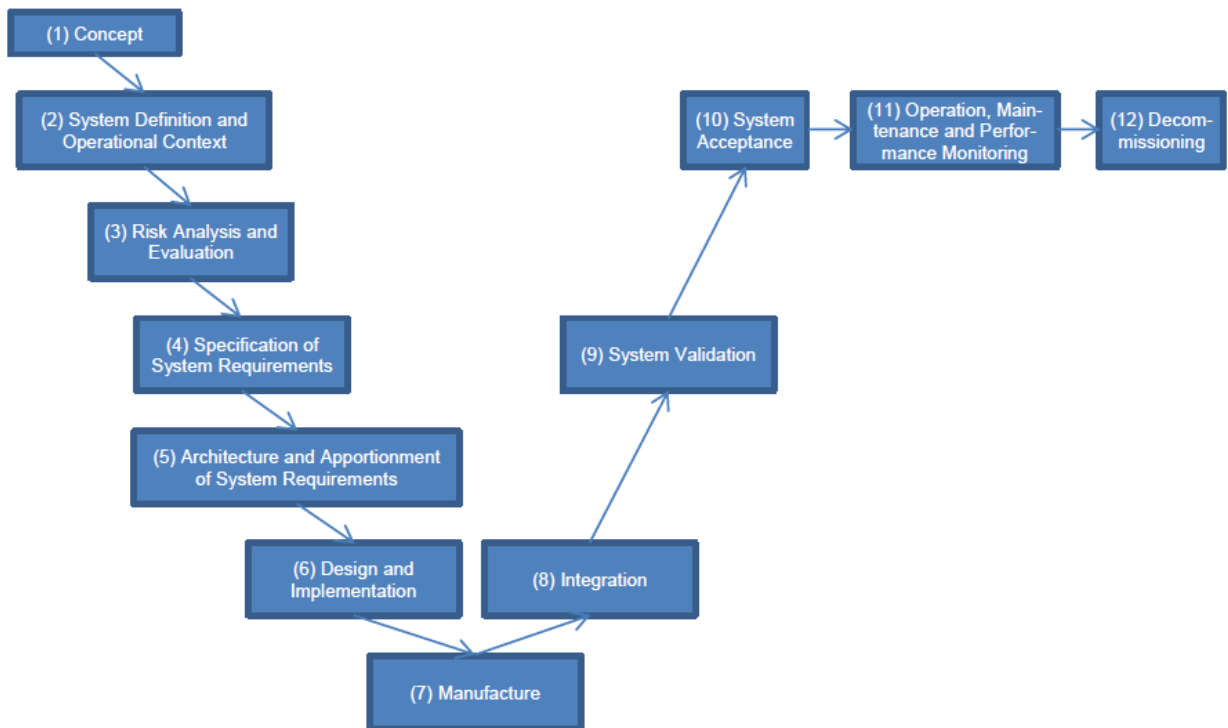 (1) Concept
(2) System Definition and
Operational Context
(3) Risk Analysis and
Evaluation
(4) Specification of
System Requirements
(5) Architecture and Apportionment
of System Requirements
(6) Design and
Implementation
(7) Manufacture
(8) Integration
(9) System Validation
(10) System
Acceptance
(11) Operation, Main-
tenance and Perfor-
mance Monitoring
(12) Decom-
missioning